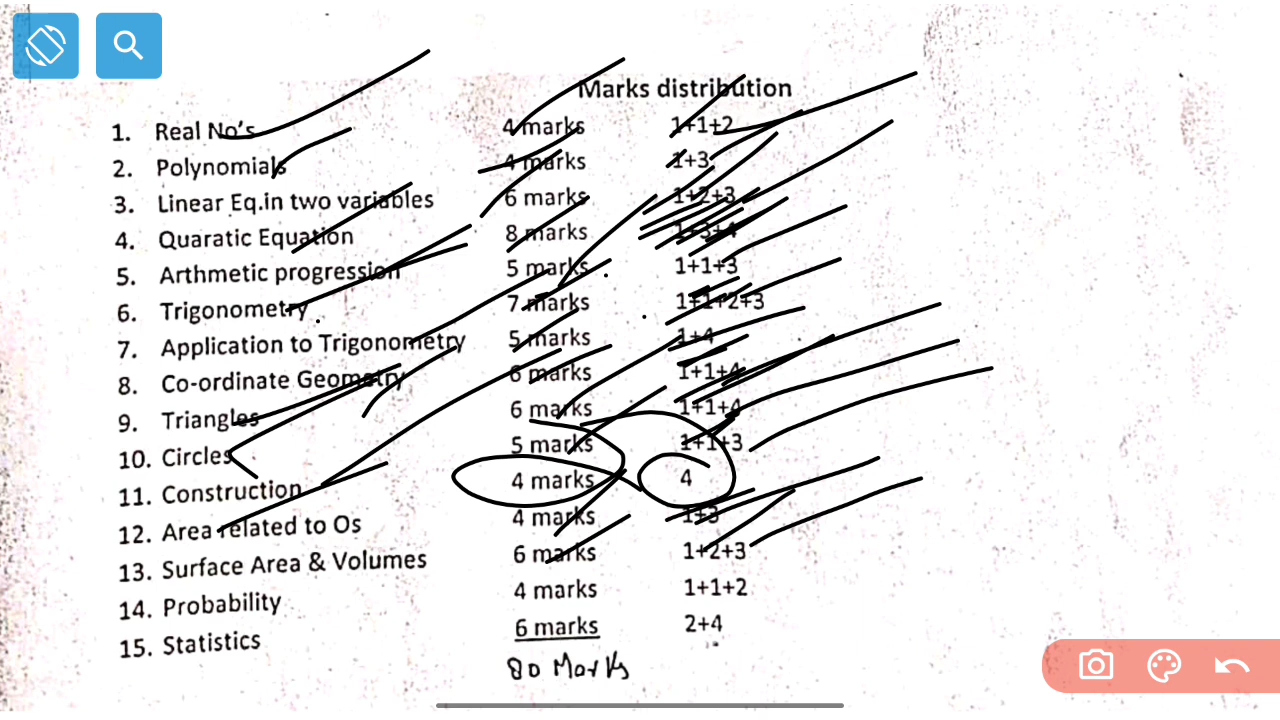 Marks distribution
1. Real No's 4 marks 1+1+2
2. Polynomials 4 marks 1+3
3. Linear Eq.in two variables 6 marks 1+2+3
4. Quaratic Equation 8 marks 1+3+4
5. Arthmetic progression 5 marks 1+1+3
6. Trigonometry 7 marks 1+1+2+3
7. Application to Trigonometry 5 marks 1+4
8. Co-ordinate Geometry 6 marks 1+1+4
9. Triangles 6 marks 1+1+4
10. Circles 5 marks 1+1+3
11. Construction 4 marks 4
12. Area related to Os 4 marks 1+3
13. Surface Area & Volumes 6 marks 1+2+3
14. Probability 4 marks 1+1+2
15. Statistics 6 marks 2+4
80 Marks